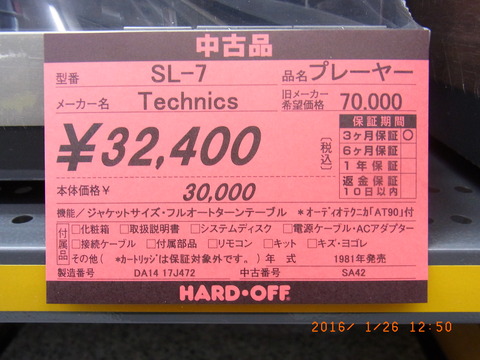 中古品
型番 SL-7 品名 プレーヤー
メーカー名 Technics 旧メーカー希望価格 70,000
¥32,400 [税込]
保証期間
3ヶ月保証 ○
6ヶ月保証
1年保証
返金保証 10日以内
本体価格¥ 30,000
機能/ジャケットサイズ・フルオートターンテーブル *オーディオテクニカ「AT90」付
付属品 □化粧箱 □取扱説明書 □システムディスク □電源ケーブル・ACアダプター
□接続ケーブル □付属部品 □リモコン □キット □キズ・ヨゴレ
その他 (*カートリッジは保証対象外です。) 年式 1981年発売
製造番号 DA14 17J472 中古番号 SA42
HARD・OFF
2016/ 1/26 12:50